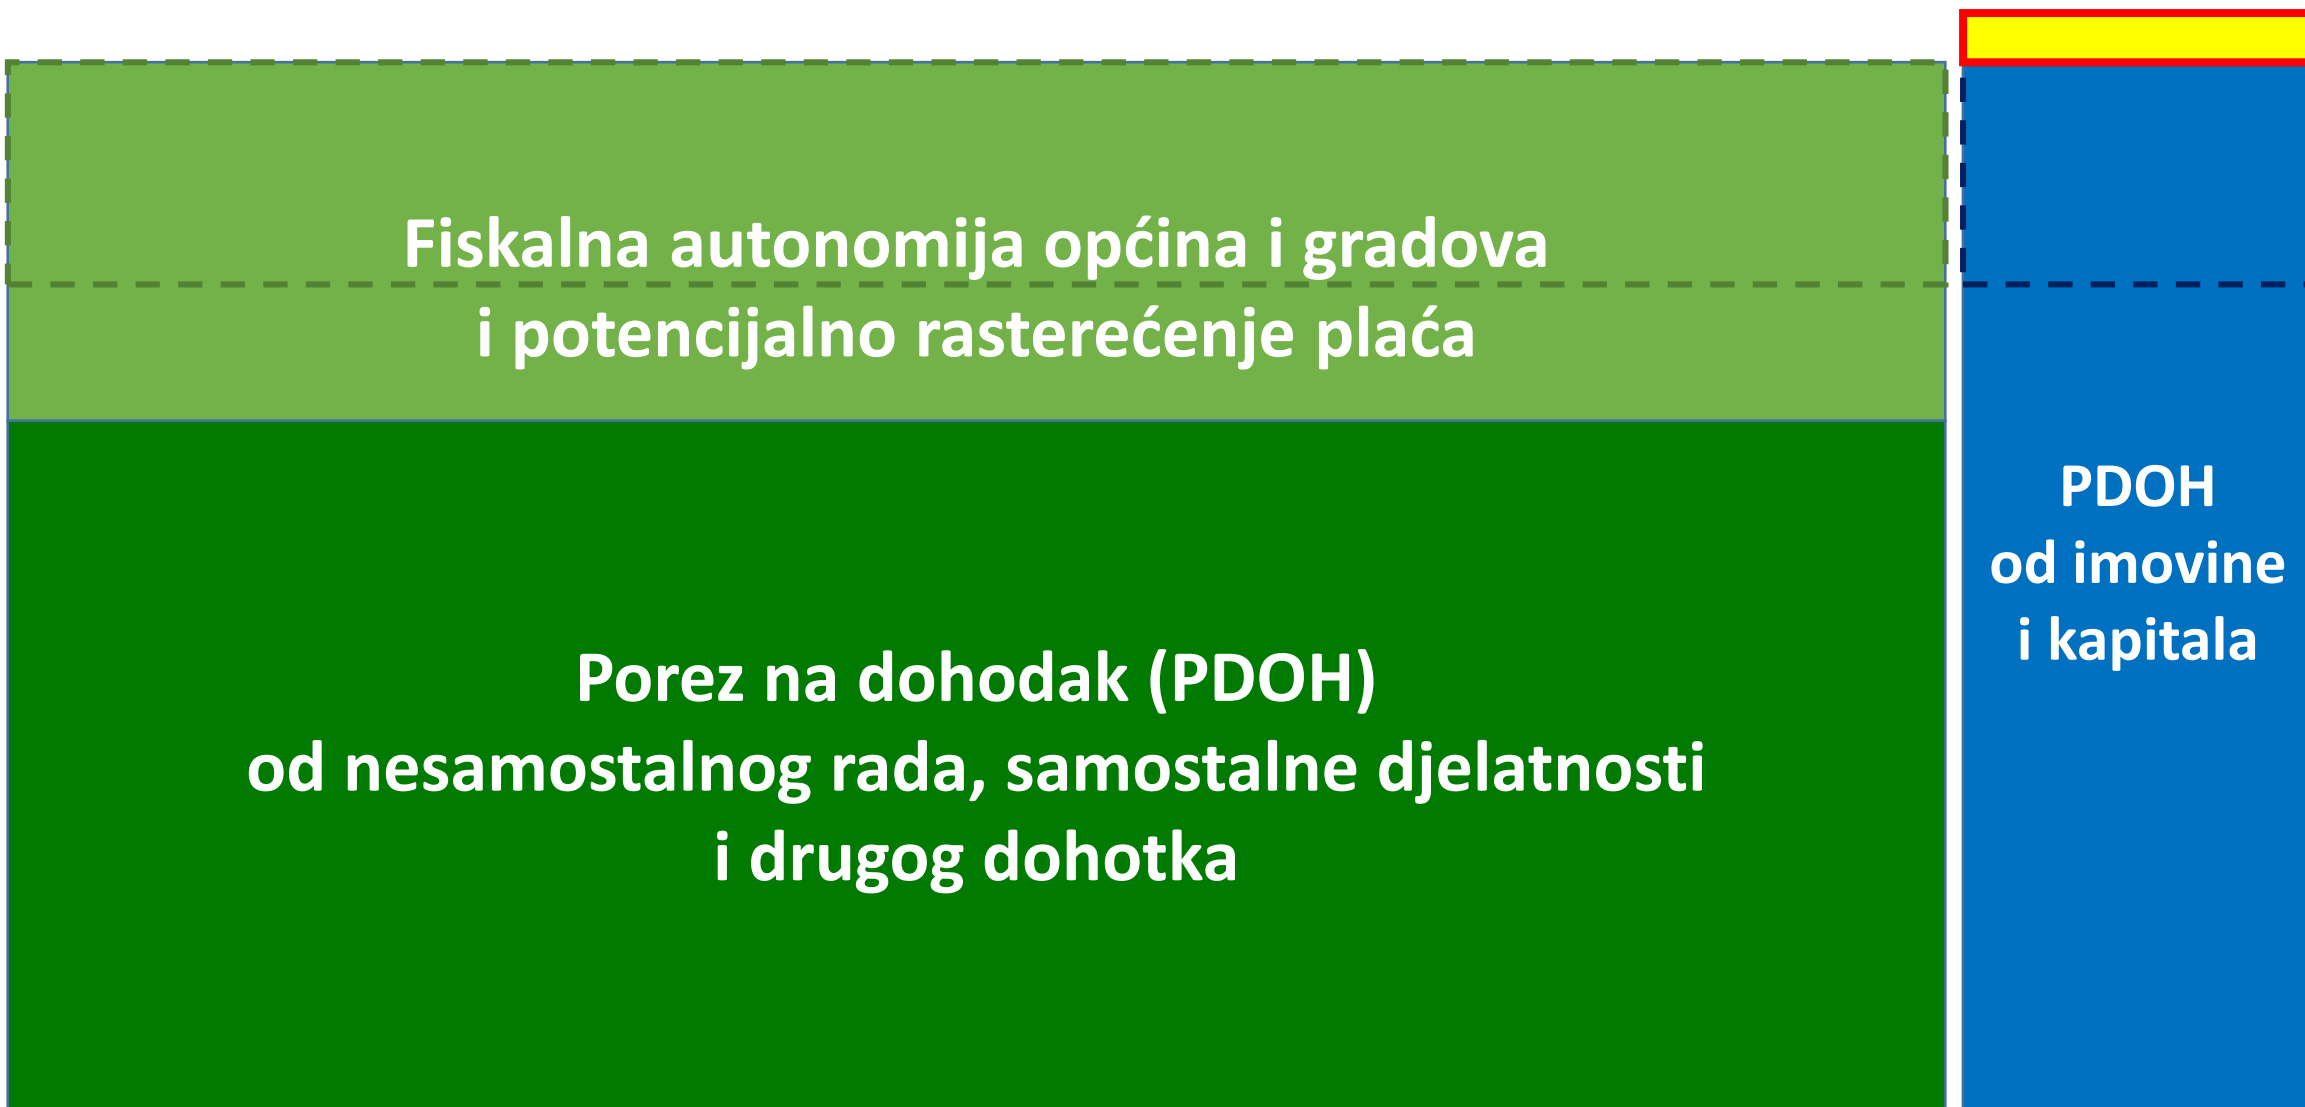 Fiskalna autonomija općina i gradova
i potencijalno rasterećenje plaća
Porez na dohodak (PDOH)
od nesamostalnog rada, samostalne djelatnosti
i drugog dohotka
PDOH
od imovine
i kapitala